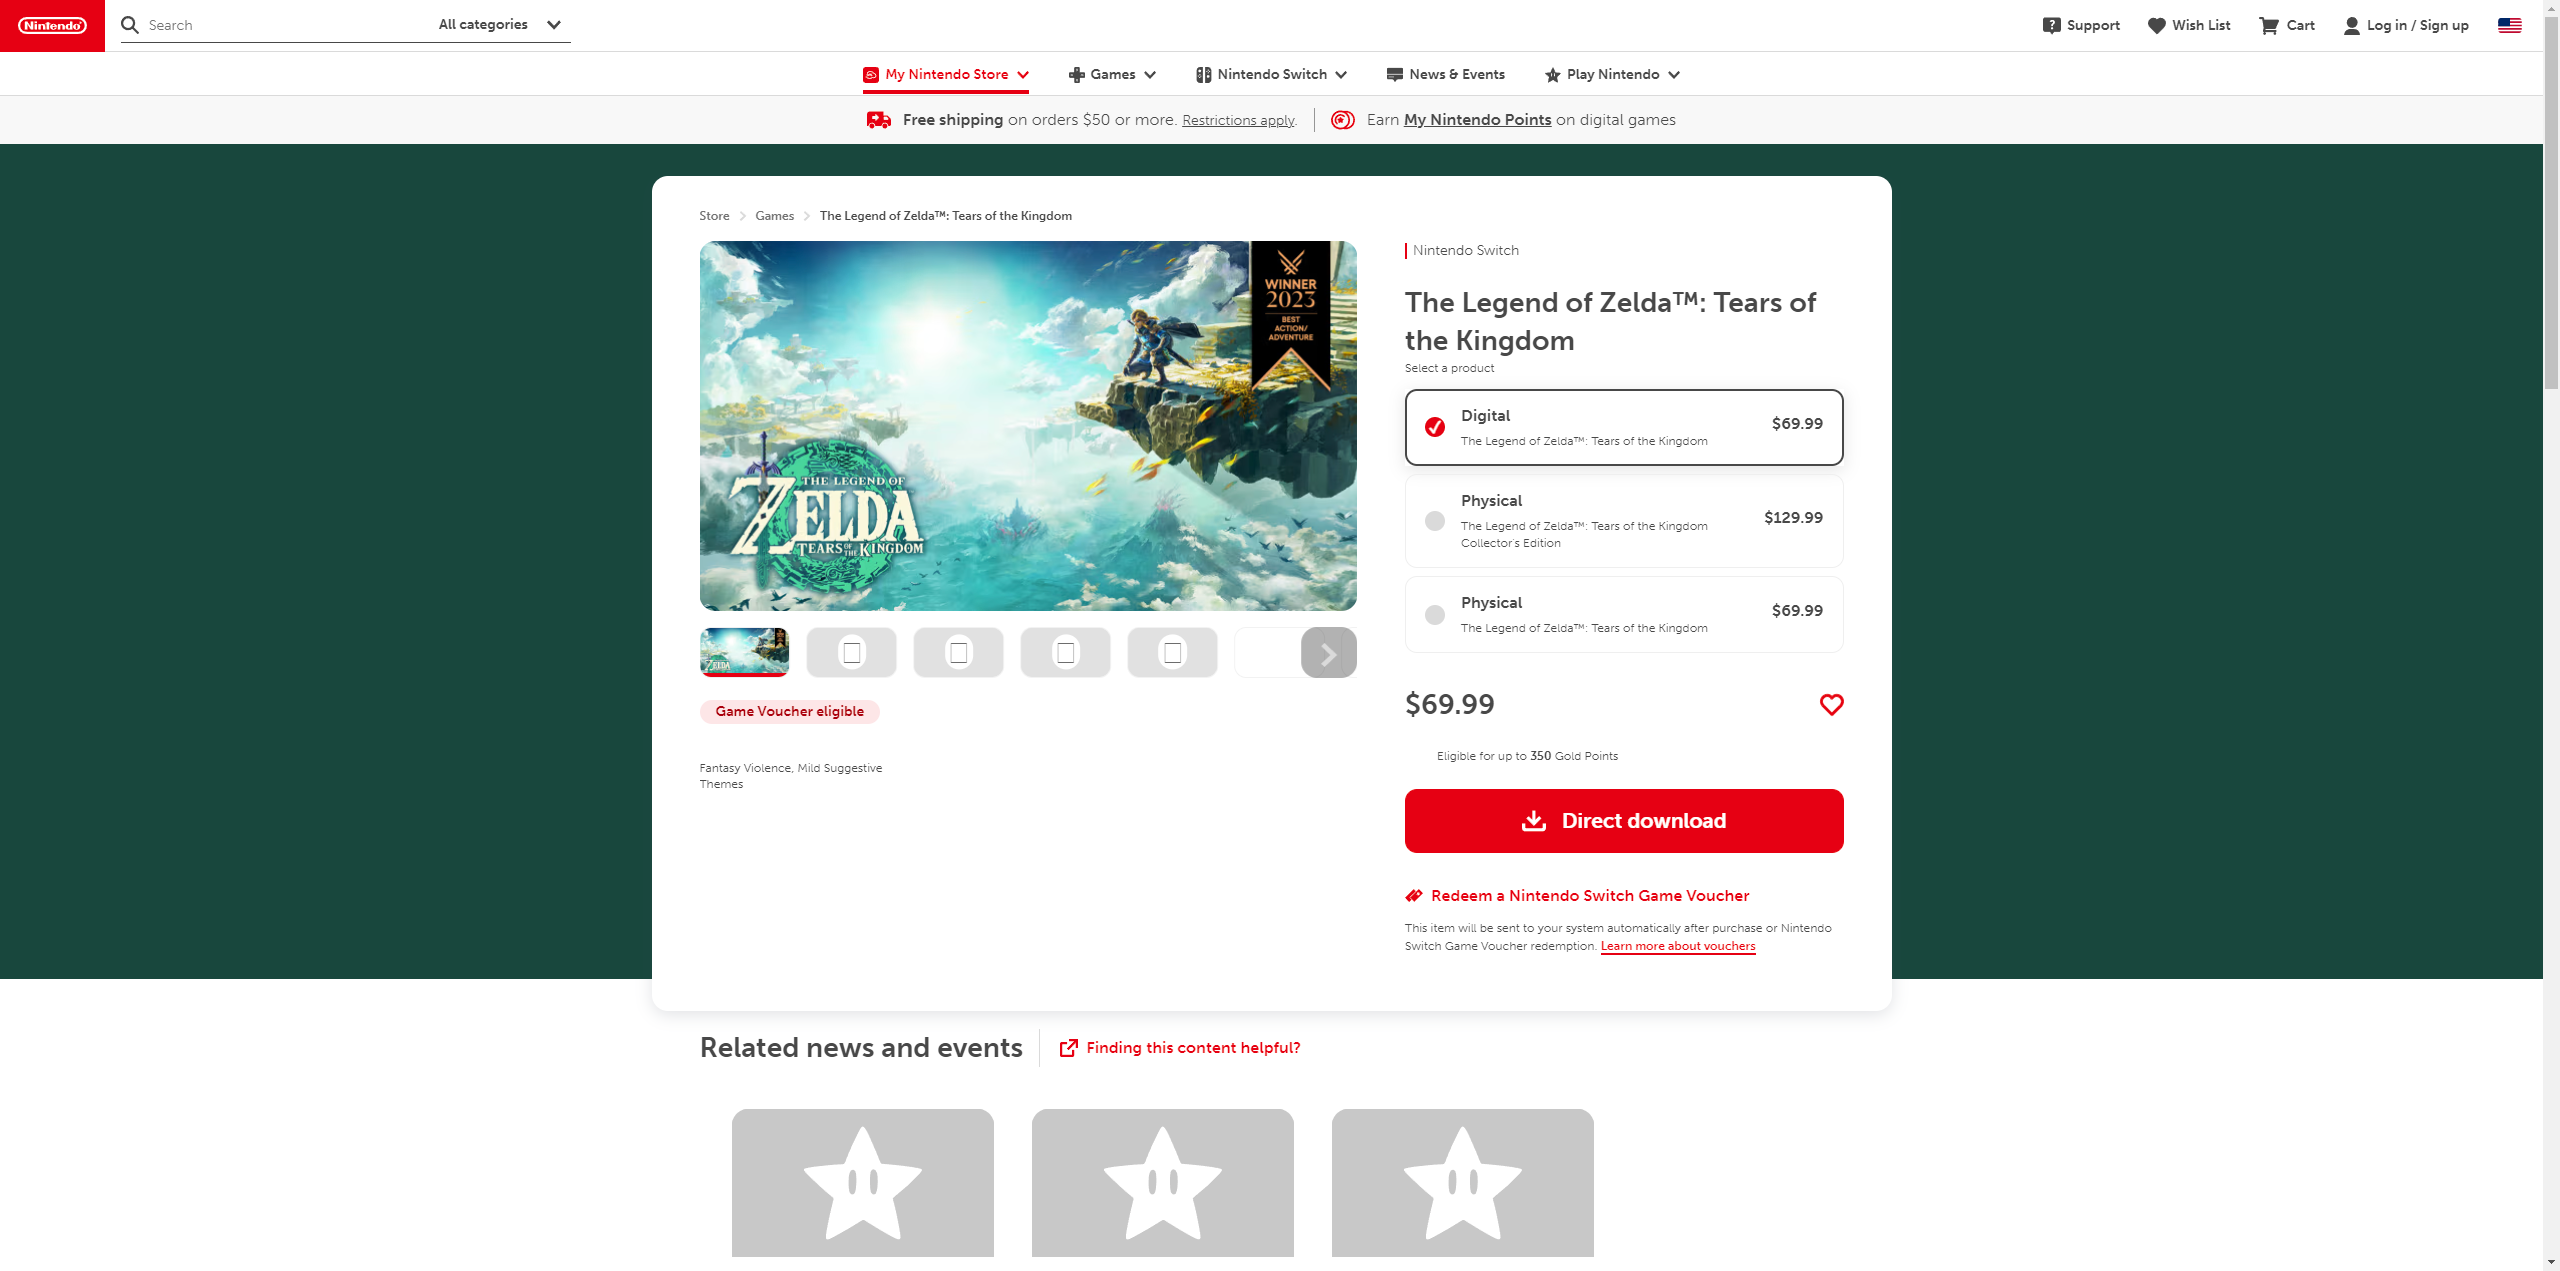 Nintendo
Search
All categories
Support
Wish List
Cart
Log in / Sign up
My Nintendo Store
Games
Nintendo Switch
News & Events
Play Nintendo
Free shipping on orders $50 or more. Restrictions apply.
Earn My Nintendo Points on digital games
Store
Games
The Legend of Zelda™: Tears of the Kingdom
WINNER
2023
BEST
ACTION/
ADVENTURE
THE LEGEND OF
ZELDA
TEARS OF THE KINGDOM
Game Voucher eligible
Fantasy Violence, Mild Suggestive
Themes
Nintendo Switch
The Legend of Zelda™: Tears of
the Kingdom
Select a product
Digital
The Legend of Zelda™: Tears of the Kingdom
$69.99
Physical
The Legend of Zelda™: Tears of the Kingdom
Collector's Edition
$129.99
Physical
The Legend of Zelda™: Tears of the Kingdom
$69.99
$69.99
Eligible for up to 350 Gold Points
Direct download
Redeem a Nintendo Switch Game Voucher
This item will be sent to your system automatically after purchase or Nintendo
Switch Game Voucher redemption. Learn more about vouchers
Related news and events
Finding this content helpful?